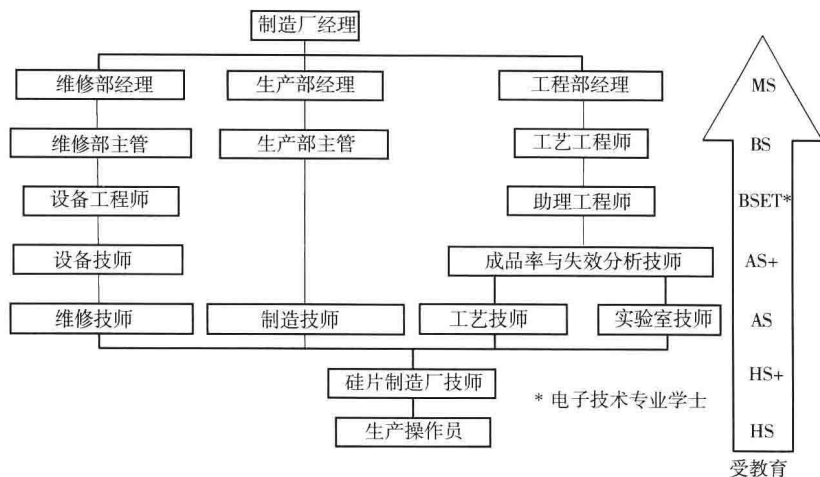 制造厂经理
维修部经理
生产部经理
工程部经理
MS
维修部主管
生产部主管
工艺工程师
BS
设备工程师
助理工程师
BSET*
设备技师
成品率与失效分析技师
AS+
维修技师
制造技师
工艺技师
实验室技师
AS
硅片制造厂技师
HS+
* 电子技术专业学士
生产操作员
HS
受教育